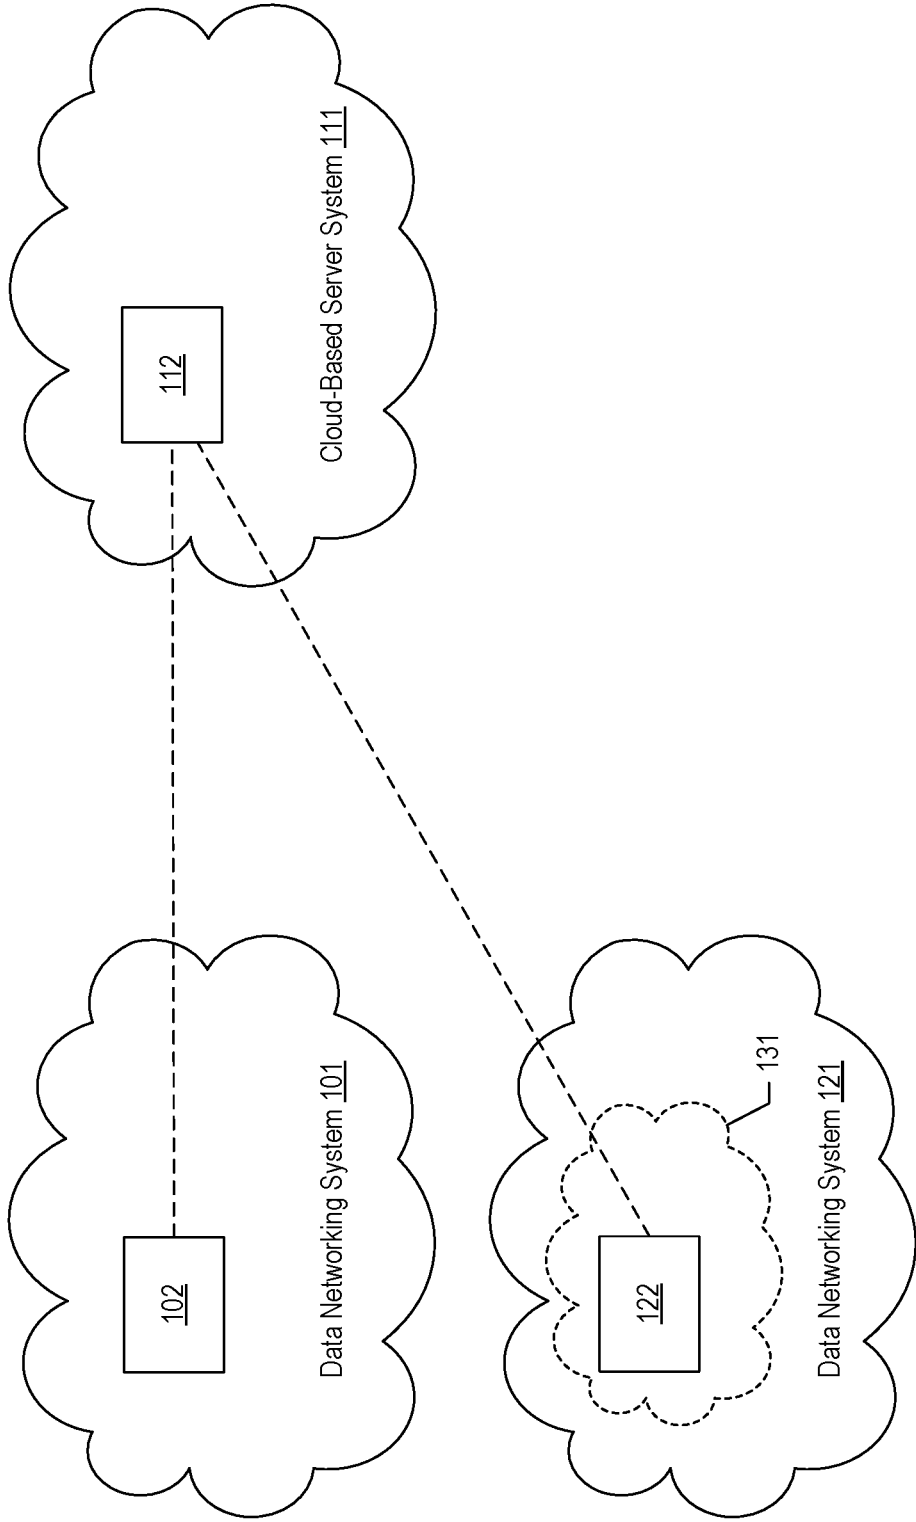 102
Data Networking System 101
112
Cloud-Based Server System 111
122
131
Data Networking System 121